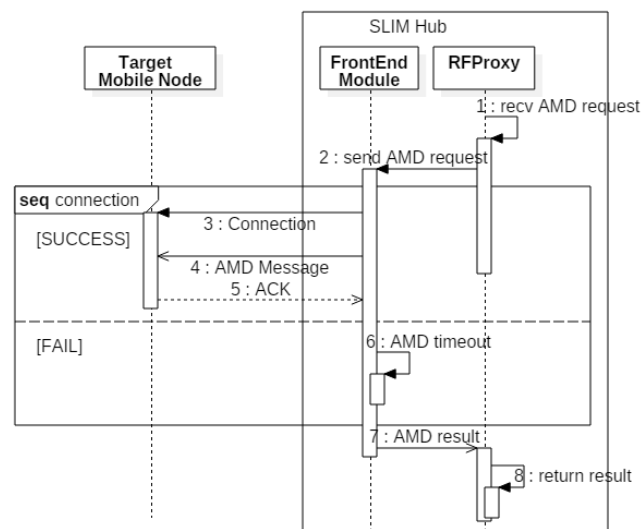 SLIM Hub
Target
Mobile Node
FrontEnd
Module
RFProxy
1 : recv AMD request
2 : send AMD request
seq connection
3 : Connection
[SUCCESS]
4 : AMD Message
5 : ACK
[FAIL]
6 : AMD timeout
7 : AMD result
8 : return result